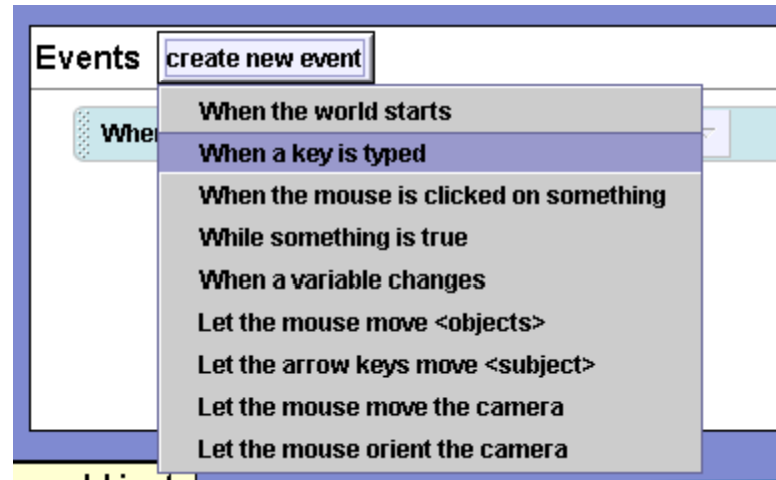 Events create new event
When the world starts
When a key is typed
When the mouse is clicked on something
While something is true
When a variable changes
Let the mouse move <objects>
Let the arrow keys move <subject>
Let the mouse move the camera
Let the mouse orient the camera